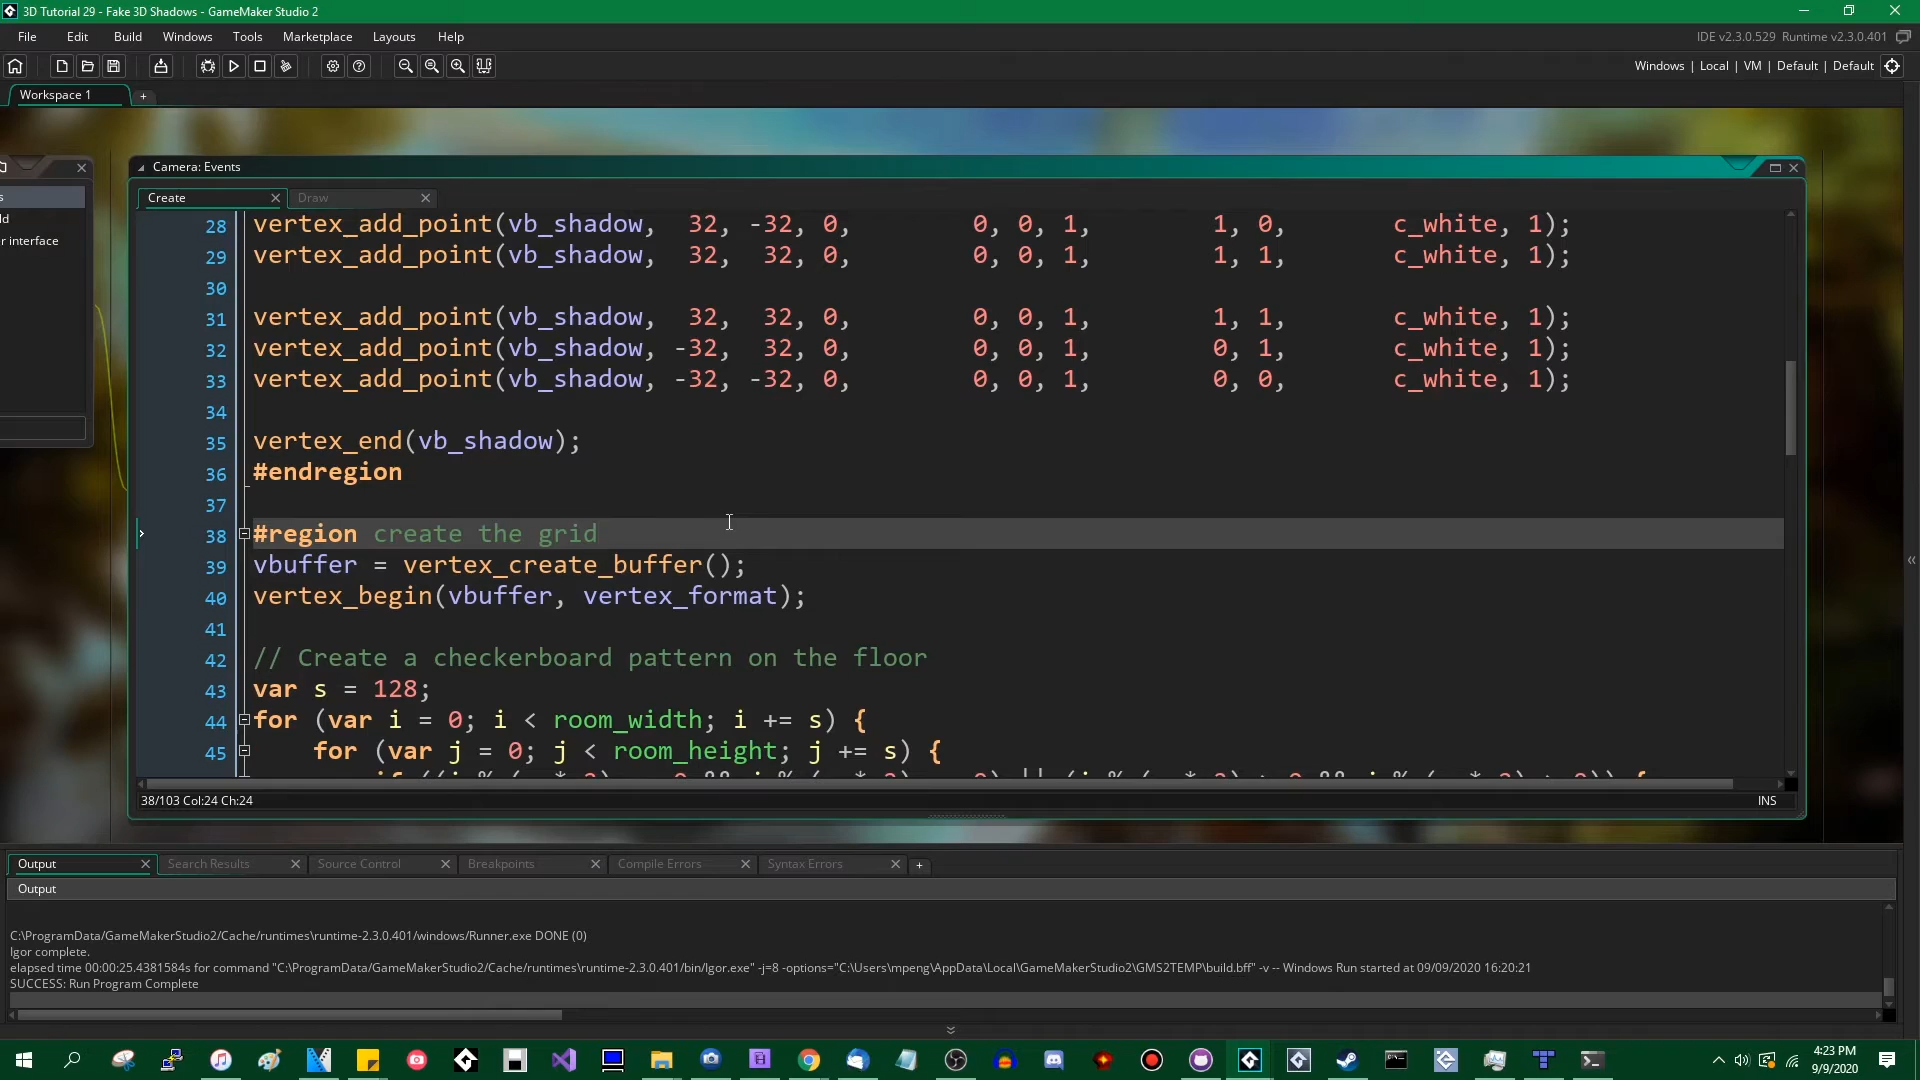 3D Tutorial 29 - Fake 3D Shadows - GameMaker Studio 2
File Edit Build Windows Tools Marketplace Layouts Help
IDE v2.3.0.529 Runtime v2.3.0.401
Windows | Local | VM | Default | Default
Workspace 1
Camera: Events
Create Draw
s
ld
r interface
28 vertex_add_point(vb_shadow, 32, -32, 0, 0, 0, 1, 1, 0, c_white, 1);
29 vertex_add_point(vb_shadow, 32, 32, 0, 0, 0, 1, 1, 1, c_white, 1);
30
31 vertex_add_point(vb_shadow, 32, 32, 0, 0, 0, 1, 1, 1, c_white, 1);
32 vertex_add_point(vb_shadow, -32, 32, 0, 0, 0, 1, 0, 1, c_white, 1);
33 vertex_add_point(vb_shadow, -32, -32, 0, 0, 0, 1, 0, 0, c_white, 1);
34
35 vertex_end(vb_shadow);
36 #endregion
37
38 #region create the grid
39 vbuffer = vertex_create_buffer();
40 vertex_begin(vbuffer, vertex_format);
41
42 // Create a checkerboard pattern on the floor
43 var s = 128;
44 for (var i = 0; i < room_width; i += s) {
45 for (var j = 0; j < room_height; j += s) {
38/103 Col:24 Ch:24
INS
Output Search Results Source Control Breakpoints Compile Errors Syntax Errors
Output
C:\ProgramData/GameMakerStudio2/Cache/runtimes\runtime-2.3.0.401/windows/Runner.exe DONE (0)
Igor complete.
elapsed time 00:00:25.4381584s for command "C:\ProgramData/GameMakerStudio2/Cache/runtimes\runtime-2.3.0.401/bin/Igor.exe" -j=8 -options="C:\Users\mpeng\AppData\Local\GameMakerStudio2\GMS2TEMP\build.bff" -v -- Windows Run started at 09/09/2020 16:20:21
SUCCESS: Run Program Complete
4:23 PM
9/9/2020